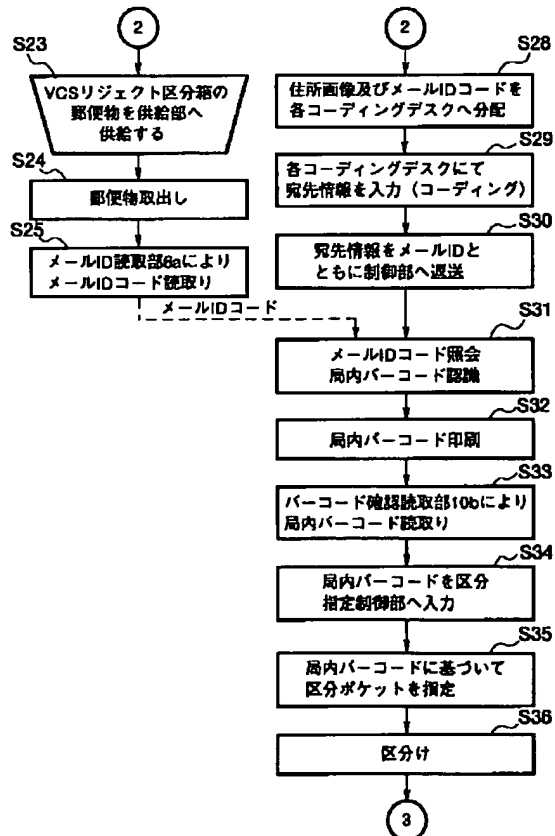 2
S23
VCSリジェクト区分箱の
郵便物を供給部へ
供給する
S24
郵便物取出し
S25
メールID読取部6aにより
メールIDコード読取り
メールIDコード
2
S28
住所画像及びメールIDコードを
各コーディングデスクへ分配
S29
各コーディングデスクにて
宛先情報を入力(コーディング)
S30
宛先情報をメールIDと
ともに制御部へ返送
S31
メールIDコード照会
局内バーコード認識
S32
局内バーコード印刷
S33
バーコード確認読取部10bにより
局内バーコード読取り
S34
局内バーコードを区分
指定制御部へ入力
S35
局内バーコードに基づいて
区分ポケットを指定
S36
区分け
3